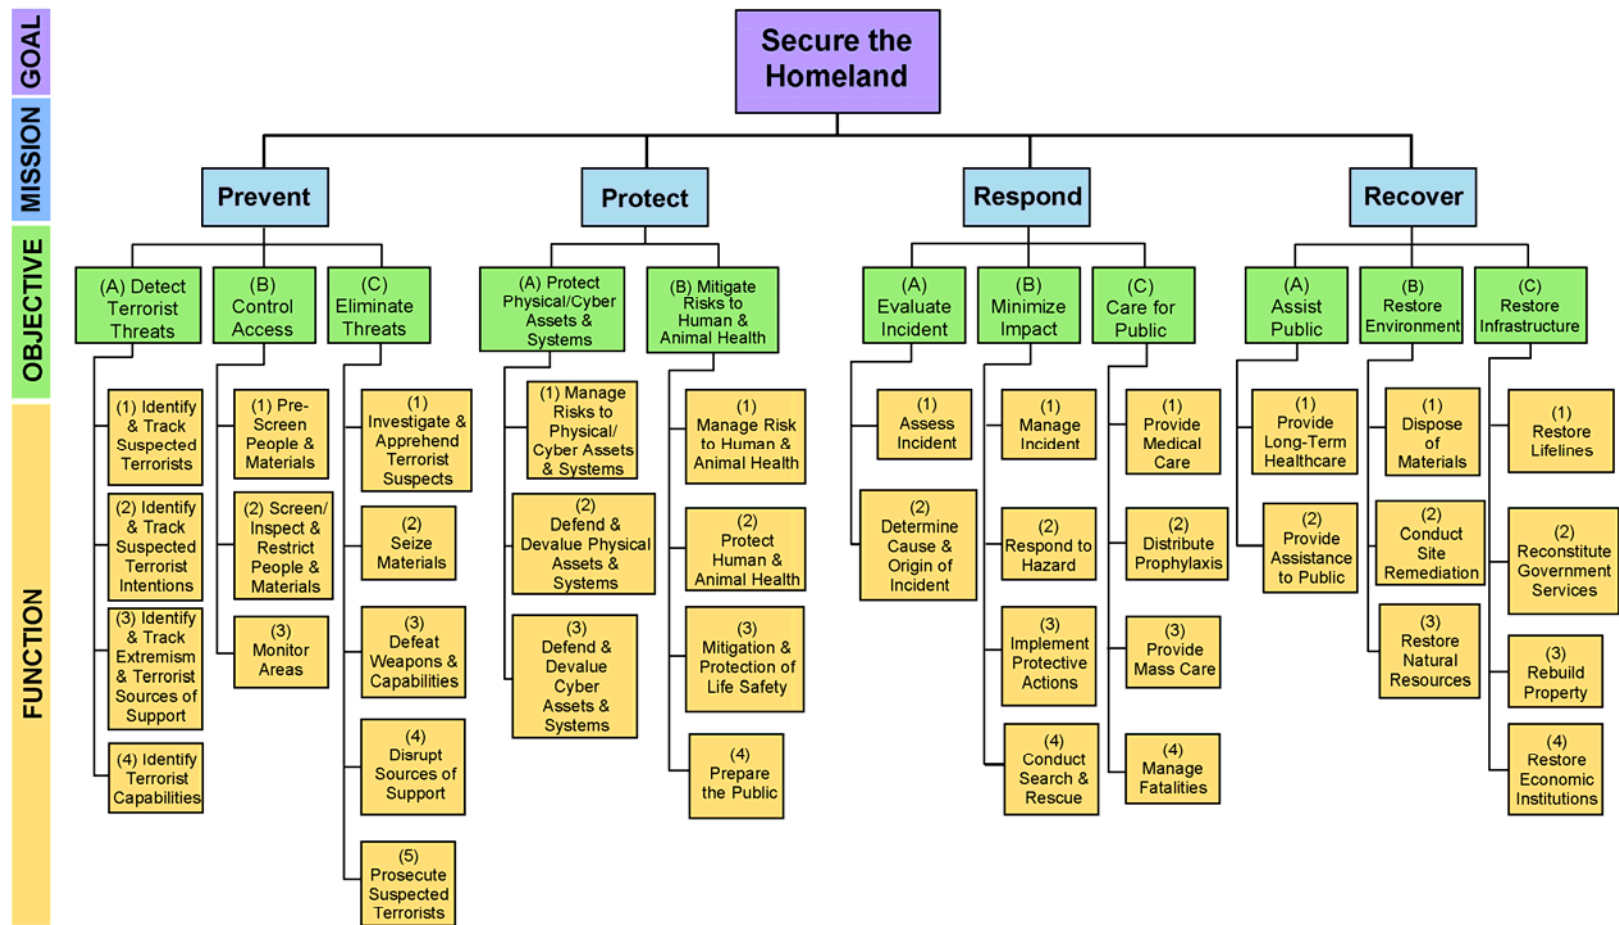 GOAL
MISSION
OBJECTIVE
FUNCTION
Secure the
Homeland
Prevent
Protect
Respond
Recover
(A) Detect
Terrorist
Threats
(B)
Control
Access
(C)
Eliminate
Threats
(A) Protect
Physical/Cyber
Assets &
Systems
(B) Mitigate
Risks to
Human &
Animal Health
(A)
Evaluate
Incident
(B)
Minimize
Impact
(C)
Care for
Public
(A)
Assist
Public
(B)
Restore
Environment
(C)
Restore
Infrastructure
(1) Identify
& Track
Suspected
Terrorists
(2) Identify
& Track
Suspected
Terrorist
Intentions
(3) Identify
& Track
Extremism
& Terrorist
Sources of
Support
(4) Identify
Terrorist
Capabilities
(1) Pre-
Screen
People &
Materials
(2) Screen/
Inspect &
Restrict
People &
Materials
(3)
Monitor
Areas
(1)
Investigate &
Apprehend
Terrorist
Suspects
(2)
Seize
Materials
(3)
Defeat
Weapons &
Capabilities
(4)
Disrupt
Sources of
Support
(5)
Prosecute
Suspected
Terrorists
(1) Manage
Risks to
Physical/
Cyber Assets
& Systems
(2)
Defend &
Devalue Physical
Assets &
Systems
(3)
Defend &
Devalue
Cyber
Assets &
Systems
(1)
Manage Risk
to Human &
Animal Health
(2)
Protect
Human &
Animal Health
(3)
Mitigation &
Protection of
Life Safety
(4)
Prepare
the Public
(1)
Assess
Incident
(2)
Determine
Cause &
Origin of
Incident
(1)
Manage
Incident
(2)
Respond to
Hazard
(3)
Implement
Protective
Actions
(4)
Conduct
Search &
Rescue
(1)
Provide
Medical
Care
(2)
Distribute
Prophylaxis
(3)
Provide
Mass Care
(4)
Manage
Fatalities
(1)
Provide
Long-Term
Healthcare
(2)
Provide
Assistance
to Public
(1)
Dispose
of
Materials
(2)
Conduct
Site
Remediation
(3)
Restore
Natural
Resources
(1)
Restore
Lifelines
(2)
Reconstitute
Government
Services
(3)
Rebuild
Property
(4)
Restore
Economic
Institutions